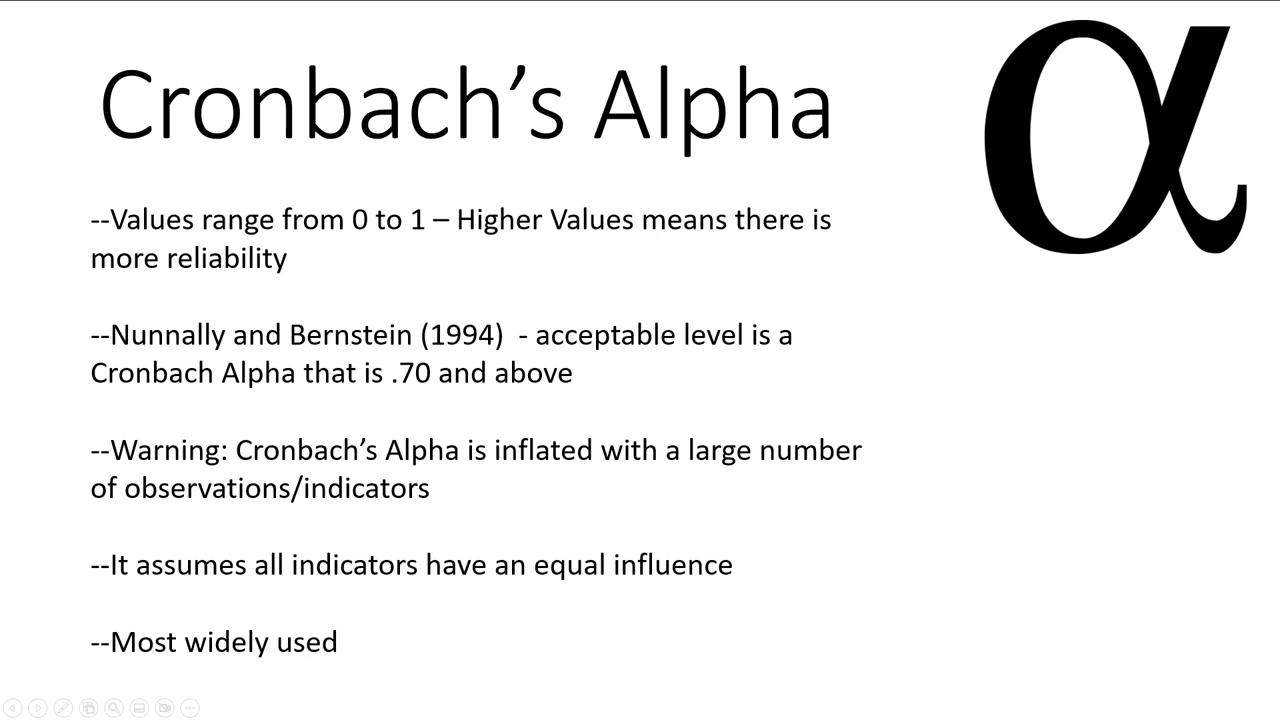 Cronbach’s Alpha
α
--Values range from 0 to 1 – Higher Values means there is
more reliability
--Nunnally and Bernstein (1994)  - acceptable level is a
Cronbach Alpha that is .70 and above
--Warning: Cronbach’s Alpha is inflated with a large number
of observations/indicators
--It assumes all indicators have an equal influence
--Most widely used